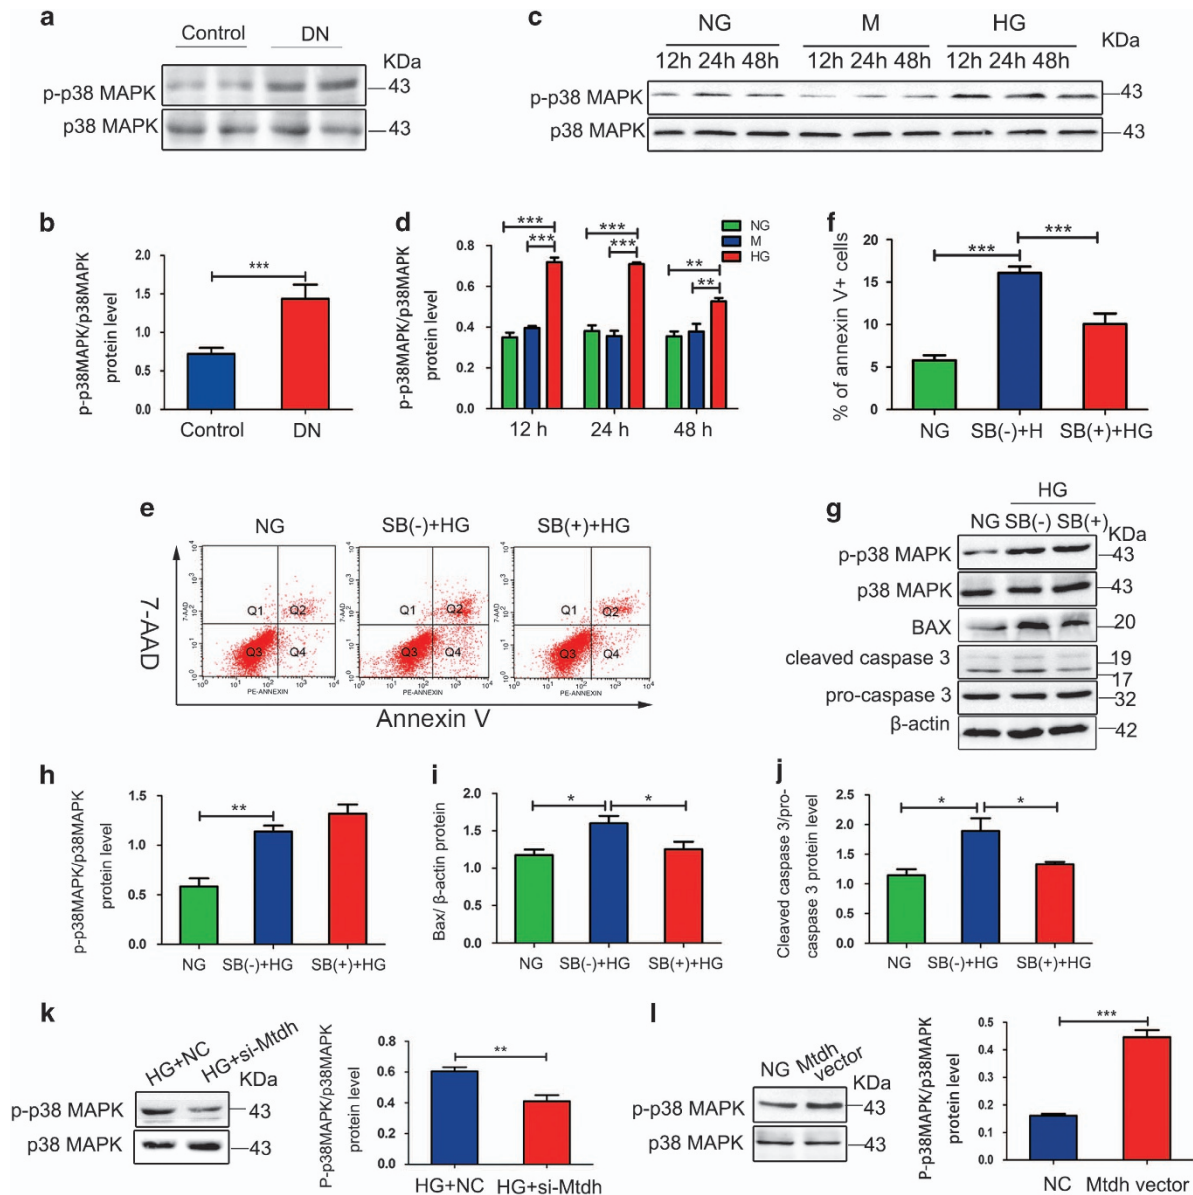 a
Control DN
KDa
p-p38 MAPK 43
p38 MAPK 43
c
NG M HG
12h 24h 48h 12h 24h 48h 12h 24h 48h
KDa
p-p38 MAPK 43
p38 MAPK 43
b
p-p38MAPK/p38MAPK
protein level
2.0
1.5
1.0
0.5
0.0
***
Control DN
d
p-p38MAPK/p38MAPK
protein level
0.8
0.6
0.4
0.2
0.0
*** *** **
*** *** **
NG
M
HG
12 h 24 h 48 h
f
% of annexin V+ cells
20
15
10
5
0
*** ***
NG SB(-)+H SB(+)+HG
e
NG SB(-)+HG SB(+)+HG
7-AAD
Q1 Q2 Q1 Q2 Q1 Q2
Q3 Q4 Q3 Q4 Q3 Q4
PE-ANNEXIN PE-ANNEXIN PE-ANNEXIN
Annexin V
g
HG
NG SB(-) SB(+)
KDa
p-p38 MAPK 43
p38 MAPK 43
BAX 20
cleaved caspase 3 19
17
pro-caspase 3 32
β-actin 42
h
p-p38MAPK/p38MAPK
protein level
1.5
1.0
0.5
0.0
**
NG SB(-)+HG SB(+)+HG
i
Bax/ β-actin protein
2.0
1.5
1.0
0.5
0.0
* *
NG SB(-)+HG SB(+)+HG
j
Cleaved caspase 3/pro-
caspase 3 protein level
2.5
2.0
1.5
1.0
0.5
0.0
* *
NG SB(-)+HG SB(+)+HG
k
HG+NC HG+si-Mtdh
KDa
p-p38 MAPK 43
p38 MAPK 43
P-p38MAPK/p38MAPK
protein level
0.8
0.6
0.4
0.2
0.0
**
HG+NC HG+si-Mtdh
l
NG Mtdh
vector
KDa
p-p38 MAPK 43
p38 MAPK 43
P-p38MAPK/p38MAPK
protein level
0.5
0.4
0.3
0.2
0.1
0.0
***
NC Mtdh vector